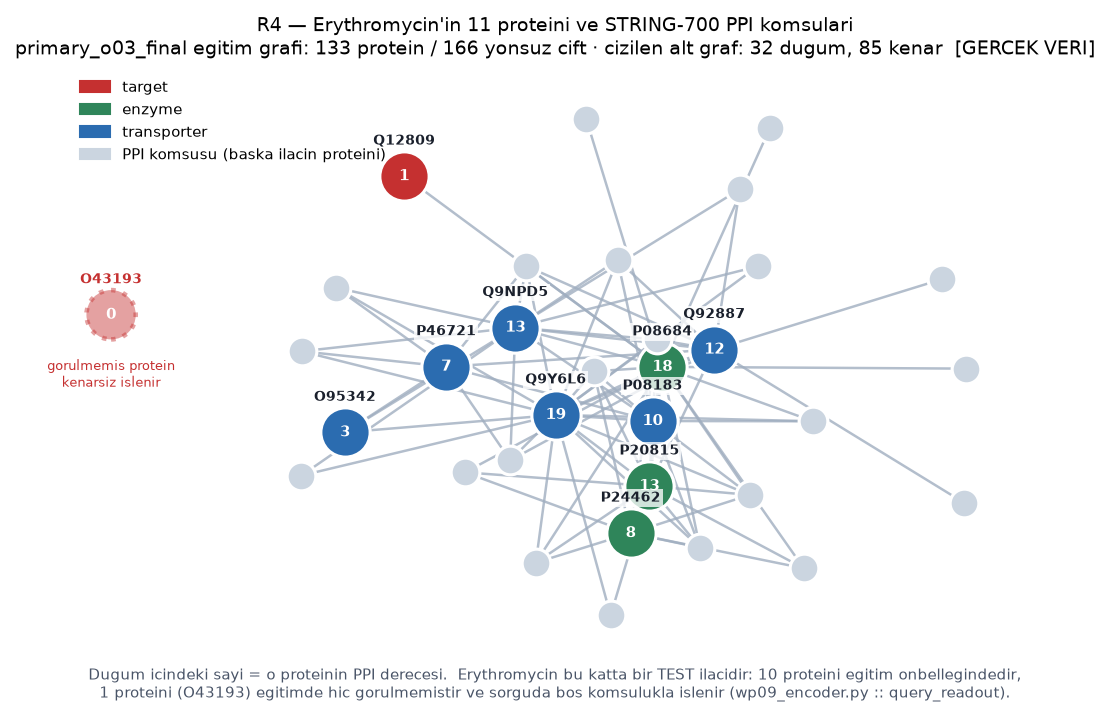 R4 — Erythromycin'in 11 proteini ve STRING-700 PPI komsulari
primary_o03_final egitim grafi: 133 protein / 166 yonsuz cift · cizilen alt graf: 32 dugum, 85 kenar  [GERCEK VERI]
target
enzyme
transporter
PPI komsusu (baska ilacin proteini)
Q12809
1
O43193
0
gorulmemis protein
kenarsiz islenir
Q9NPD5
13
Q92887
12
P46721
7
P08684
18
Q9Y6L6
19
P08183
10
O95342
3
P20815
13
P24462
8
Dugum icindeki sayi = o proteinin PPI derecesi.  Erythromycin bu katta bir TEST ilacidir: 10 proteini egitim onbellegindedir,
1 proteini (O43193) egitimde hic gorulmemistir ve sorguda bos komsulukla islenir (wp09_encoder.py :: query_readout).